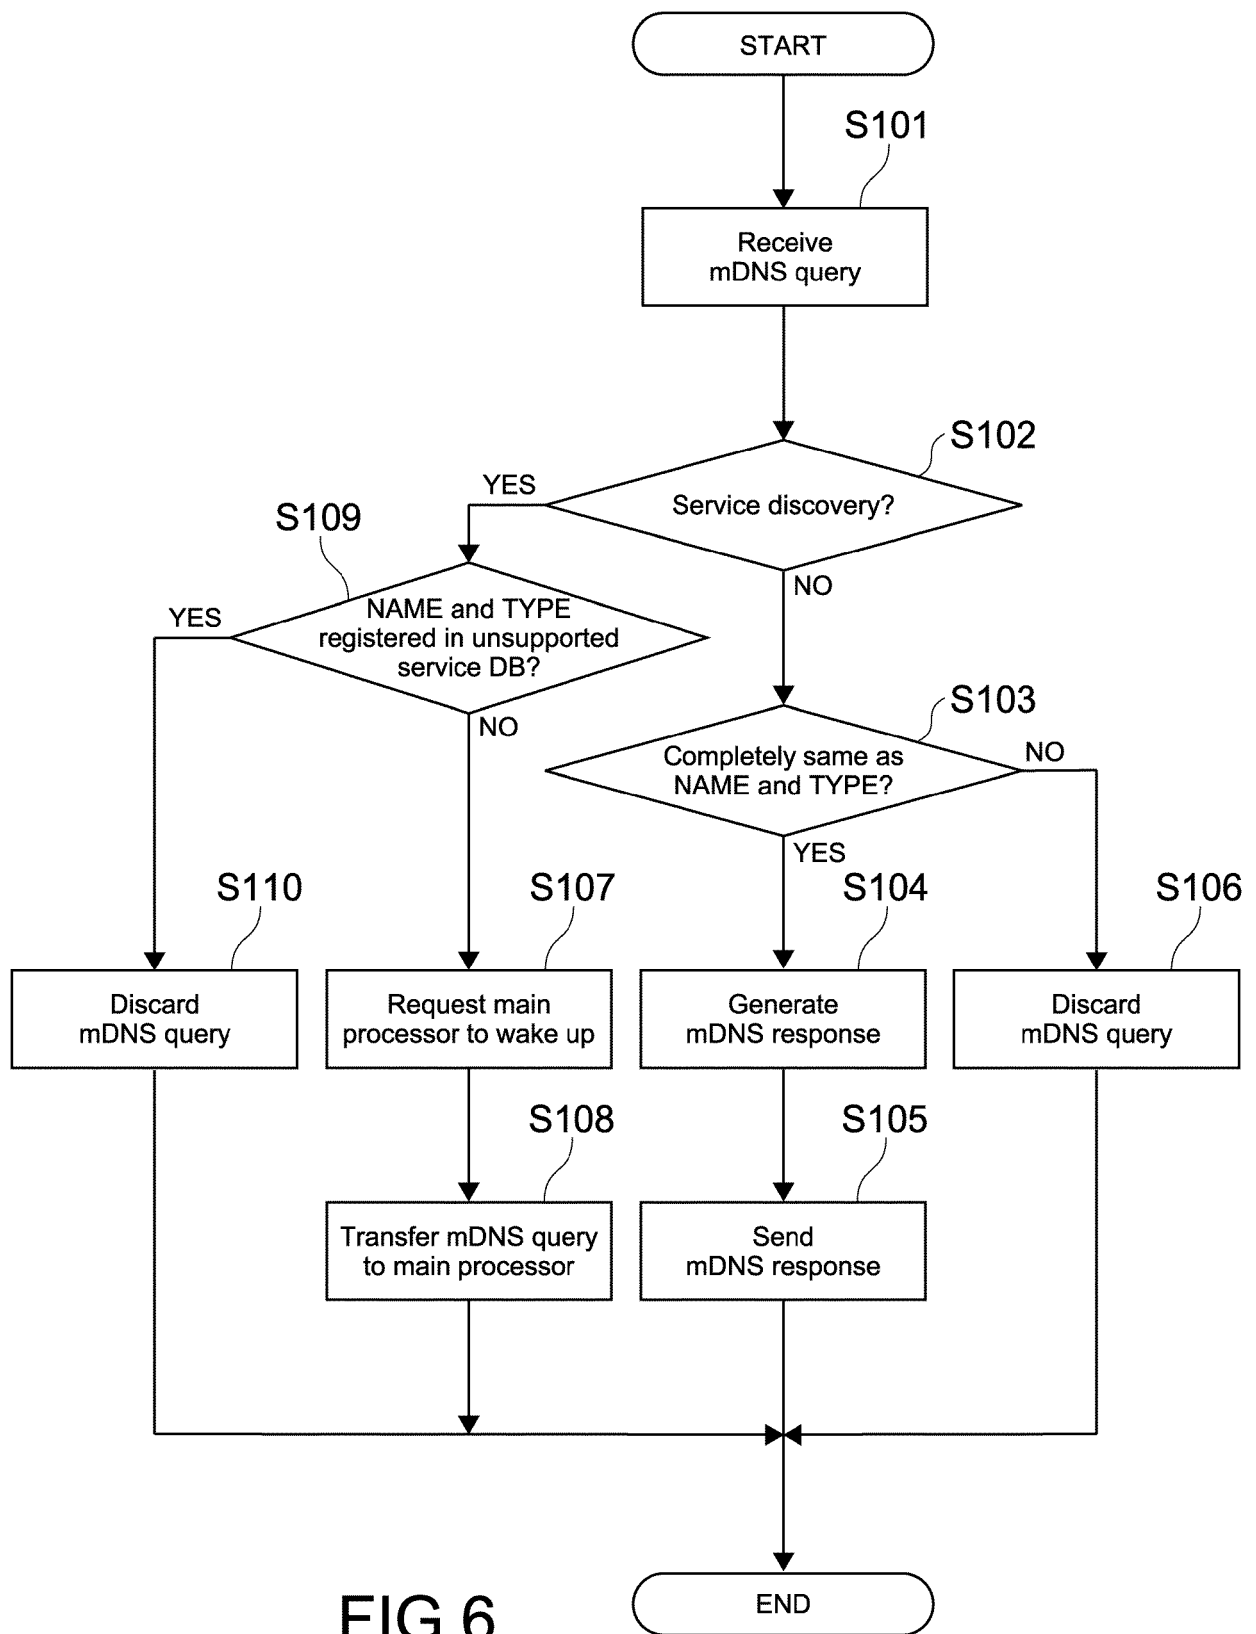 START
S101
Receive
mDNS query
S102
Service discovery?
YES
NO
S109
NAME and TYPE
registered in unsupported
service DB?
YES
NO
S103
Completely same as
NAME and TYPE?
NO
YES
S110
Discard
mDNS query
S107
Request main
processor to wake up
S104
Generate
mDNS response
S106
Discard
mDNS query
S108
Transfer mDNS query
to main processor
S105
Send
mDNS response
END
FIG.6